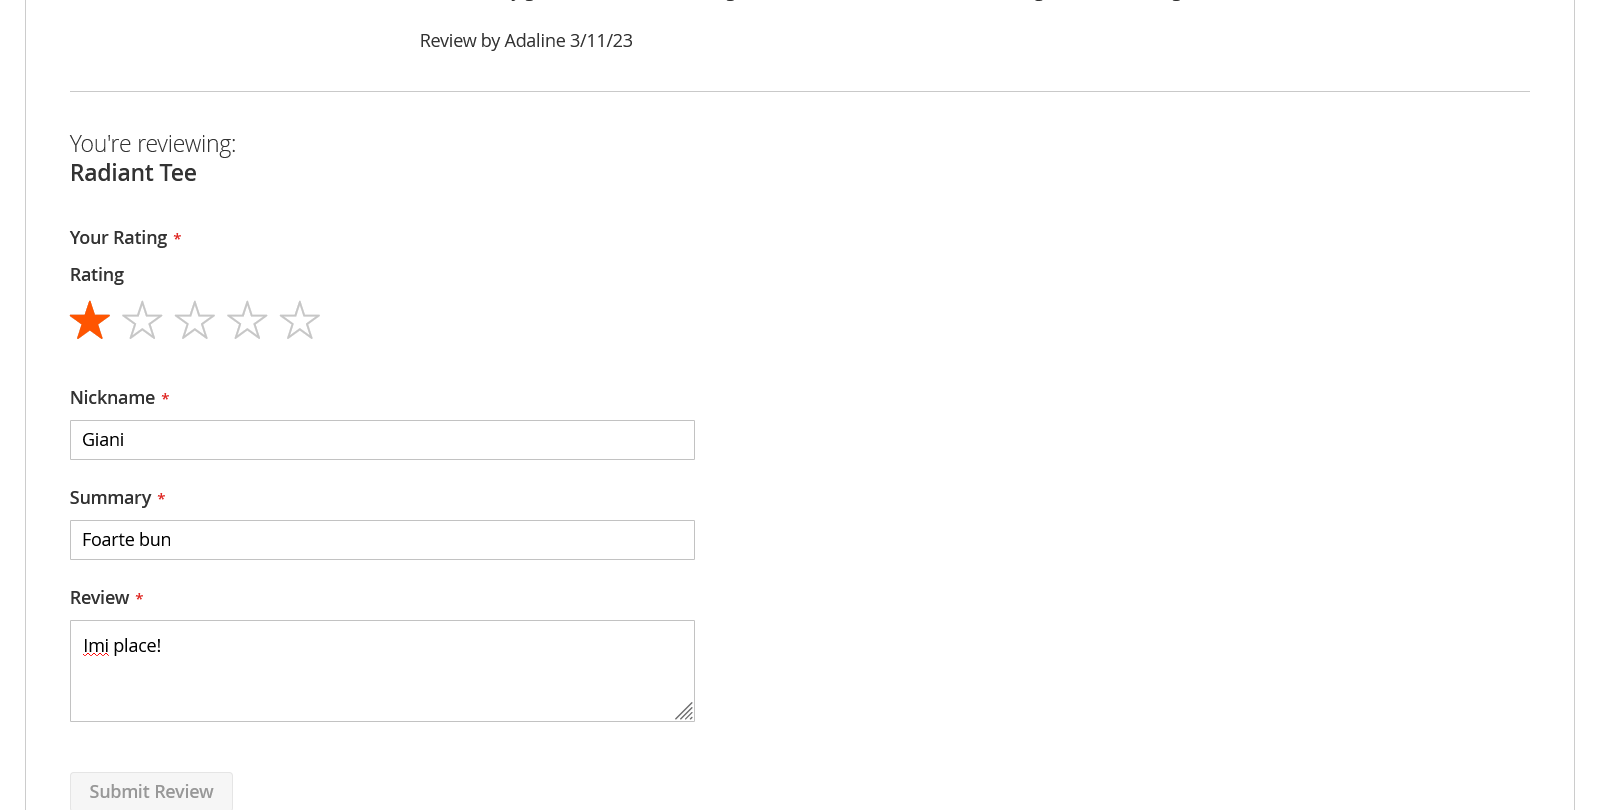 Review by Adaline 3/11/23
You're reviewing:
Radiant Tee
Your Rating *
Rating
Nickname *
Giani
Summary *
Foarte bun
Review *
Imi place!
Submit Review